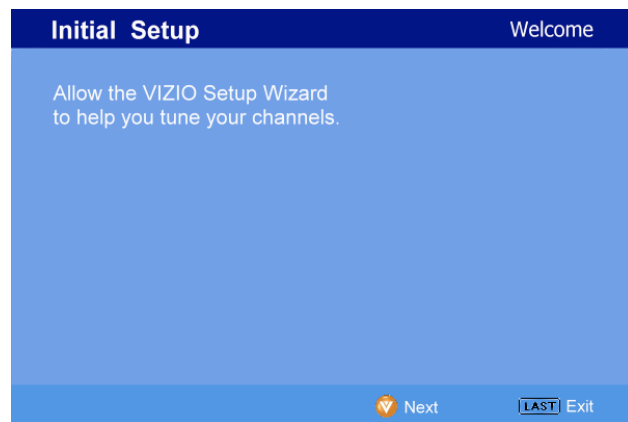 Initial Setup
Welcome
Allow the VIZIO Setup Wizard
to help you tune your channels.
V Next
LAST Exit